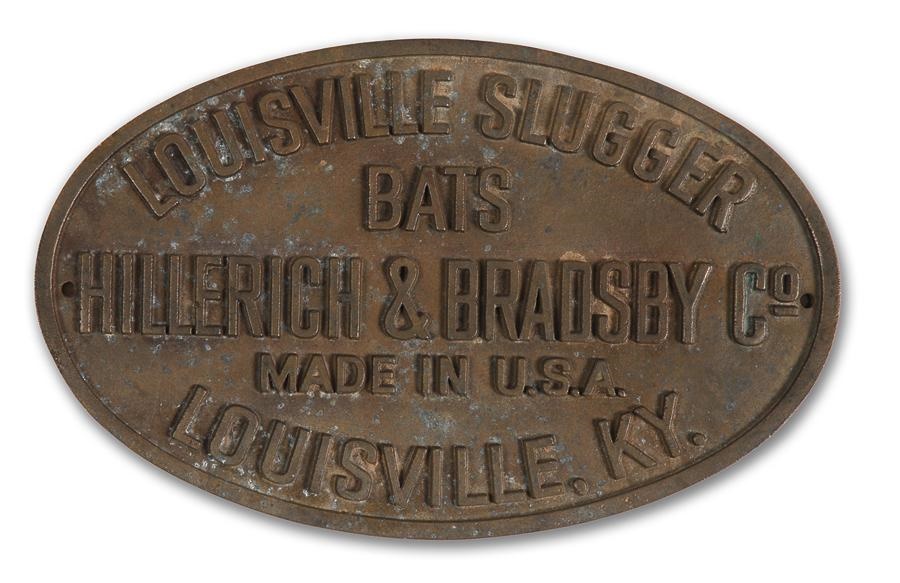 LOUISVILLE SLUGGER
BATS
HILLERICH & BRADSBY Cº
MADE IN U.S.A.
LOUISVILLE, KY.